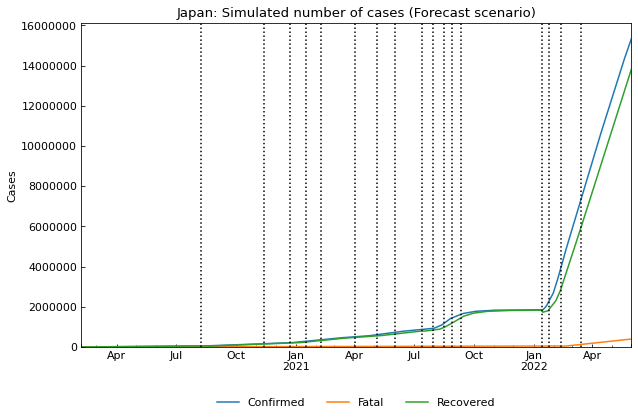 Japan: Simulated number of cases (Forecast scenario)
16000000
14000000
12000000
10000000
8000000
6000000
4000000
2000000
0
Cases
Apr Jul Oct Jan Apr Jul Oct Jan Apr
2021 2022
Confirmed Fatal Recovered